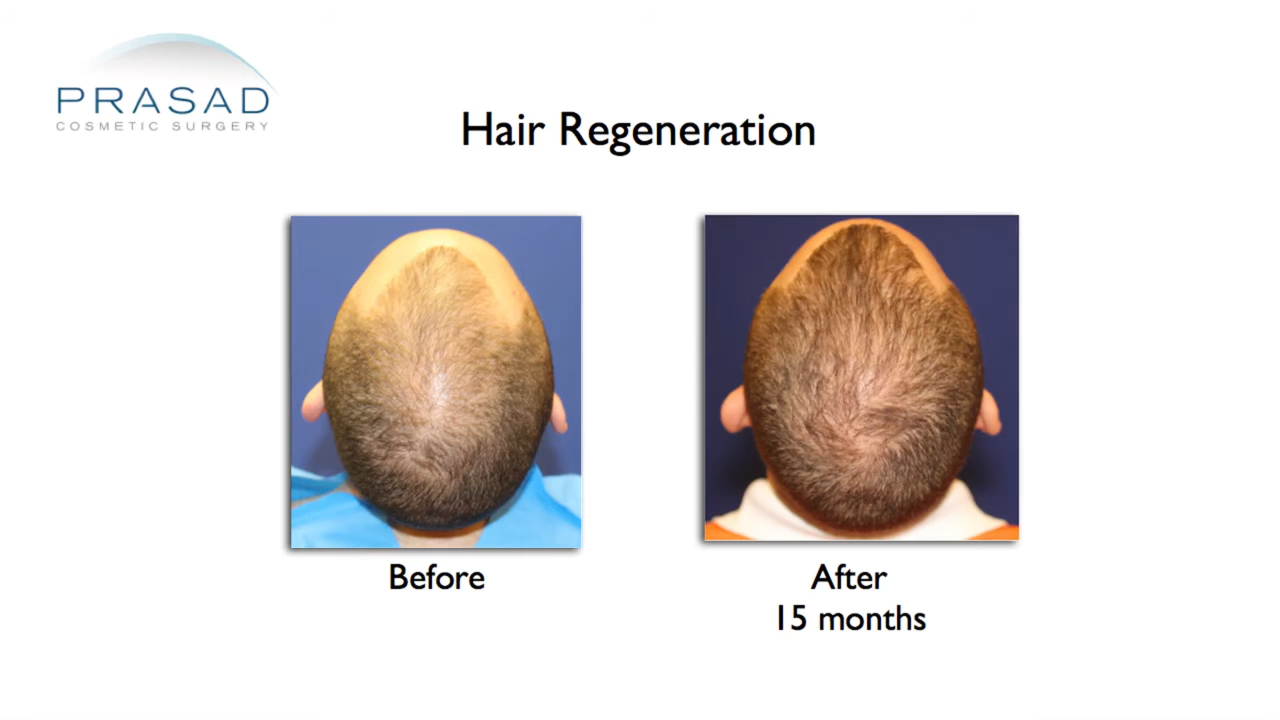 PRASAD
COSMETIC SURGERY
Hair Regeneration
Before
After
15 months